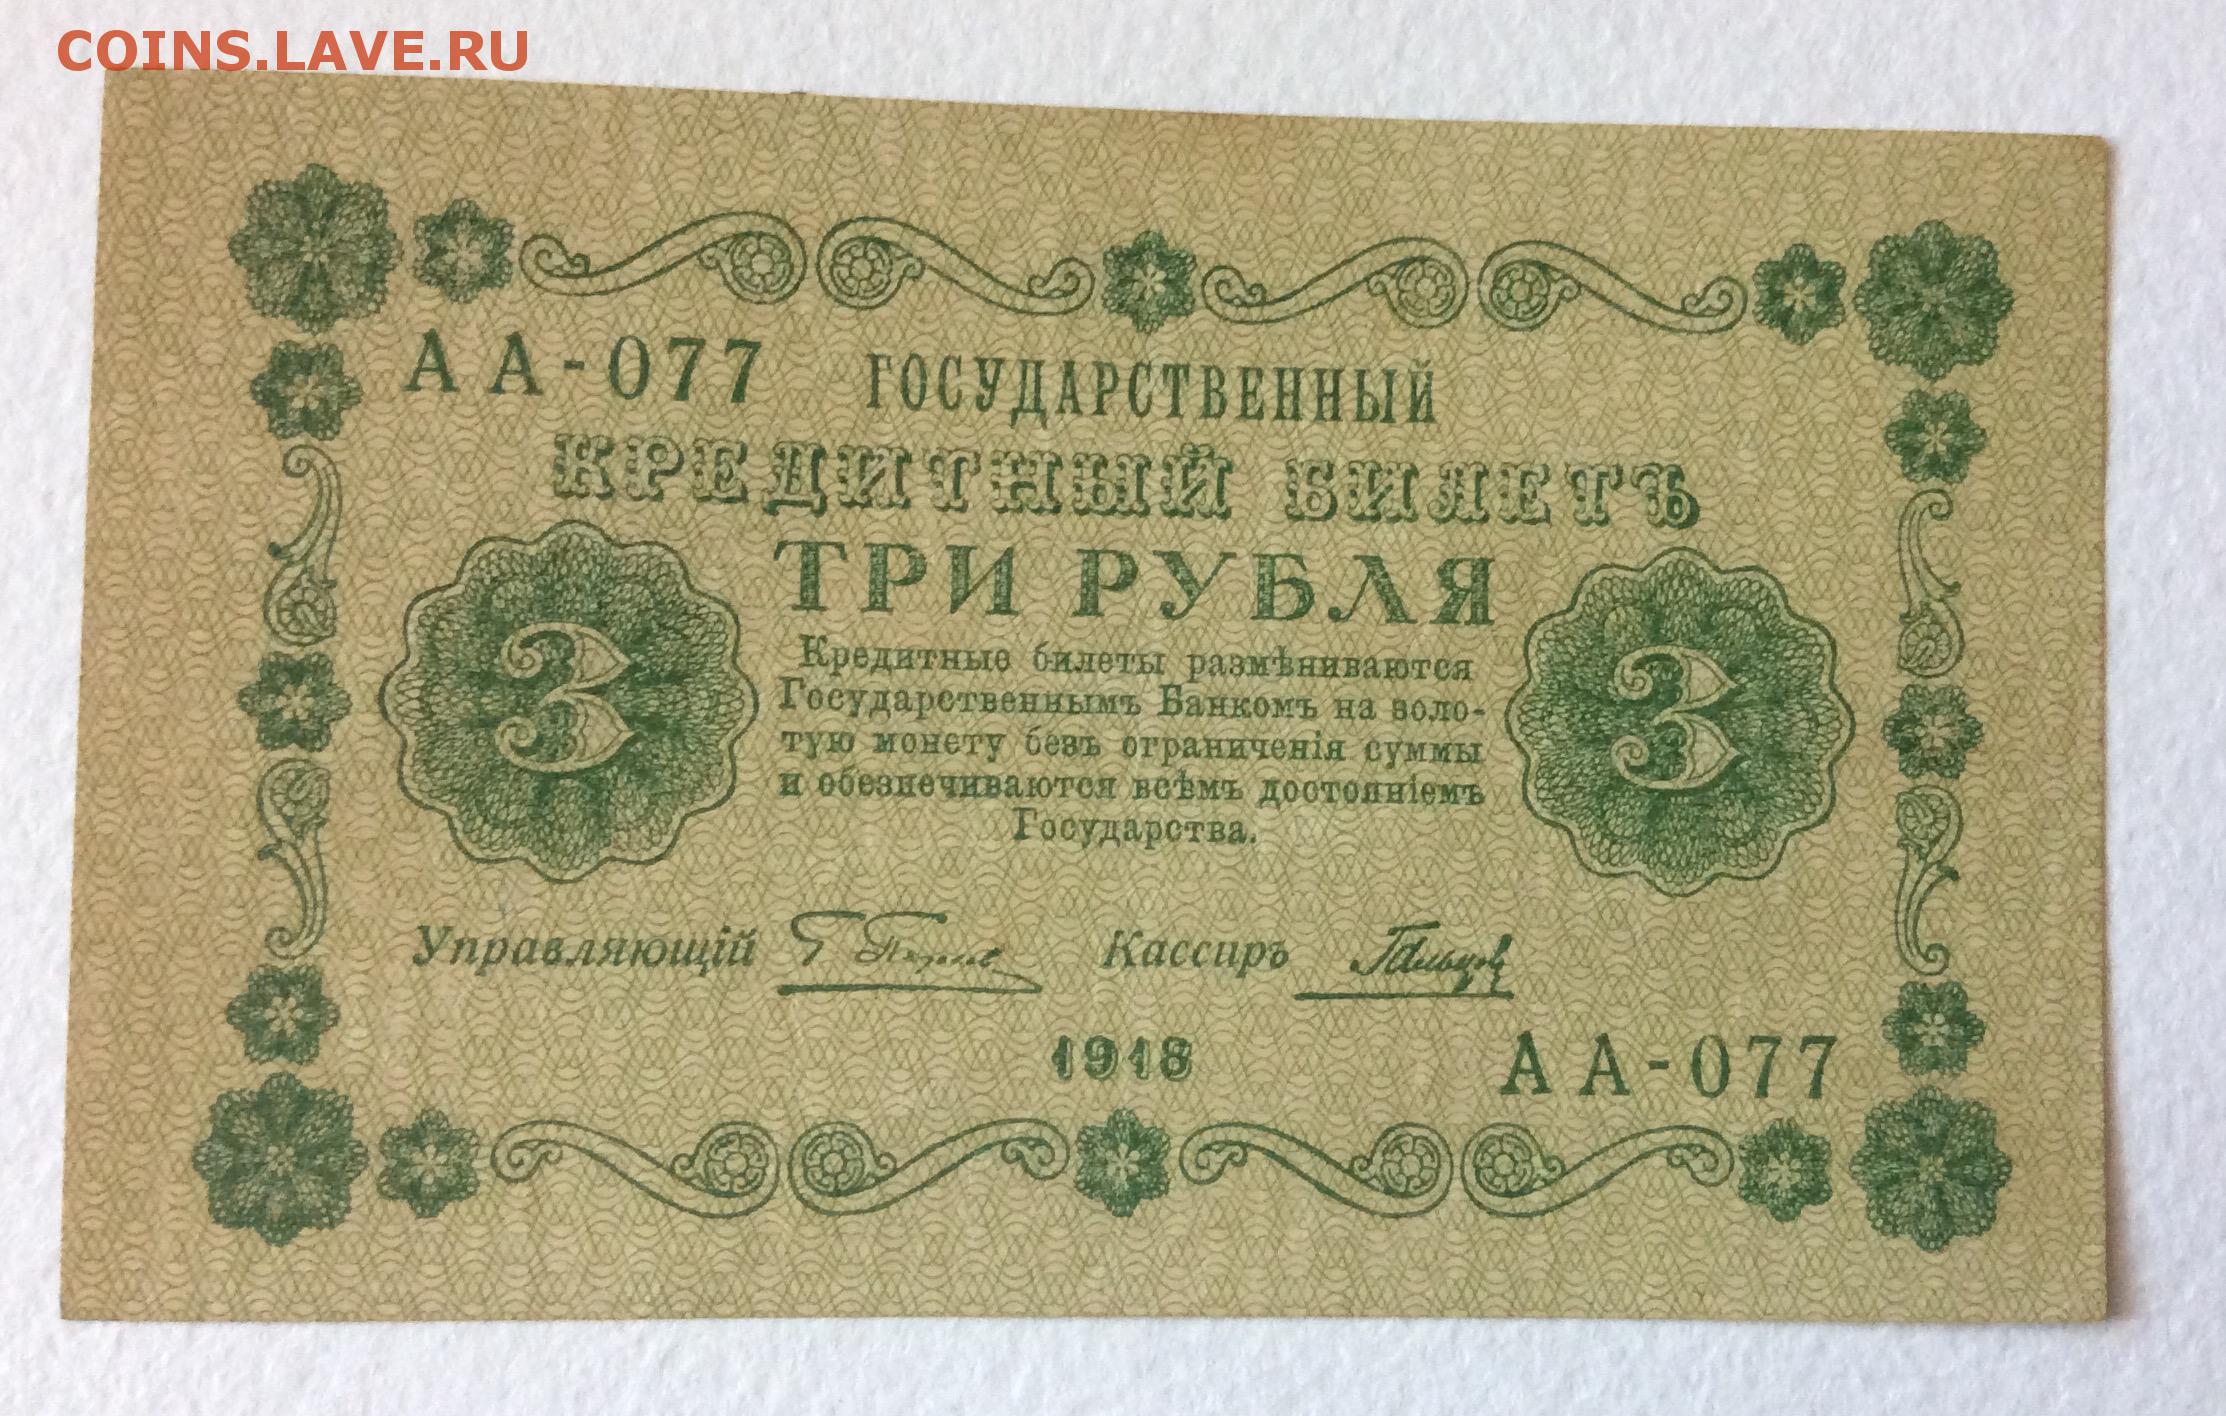 COINS.LAVE.RU
АА-077
ГОСУДАРСТВЕННЫЙ
КРЕДИТНЫЙ БИЛЕТЪ
ТРИ РУБЛЯ
3
3
Кредитные билеты размѣниваются
Государственнымъ Банкомъ на золо-
тую монету безъ ограниченія суммы
и обезпечиваются всѣмъ достояніемъ
Государства.
Управляющій
Кассиръ Гальцов
1918
АА-077